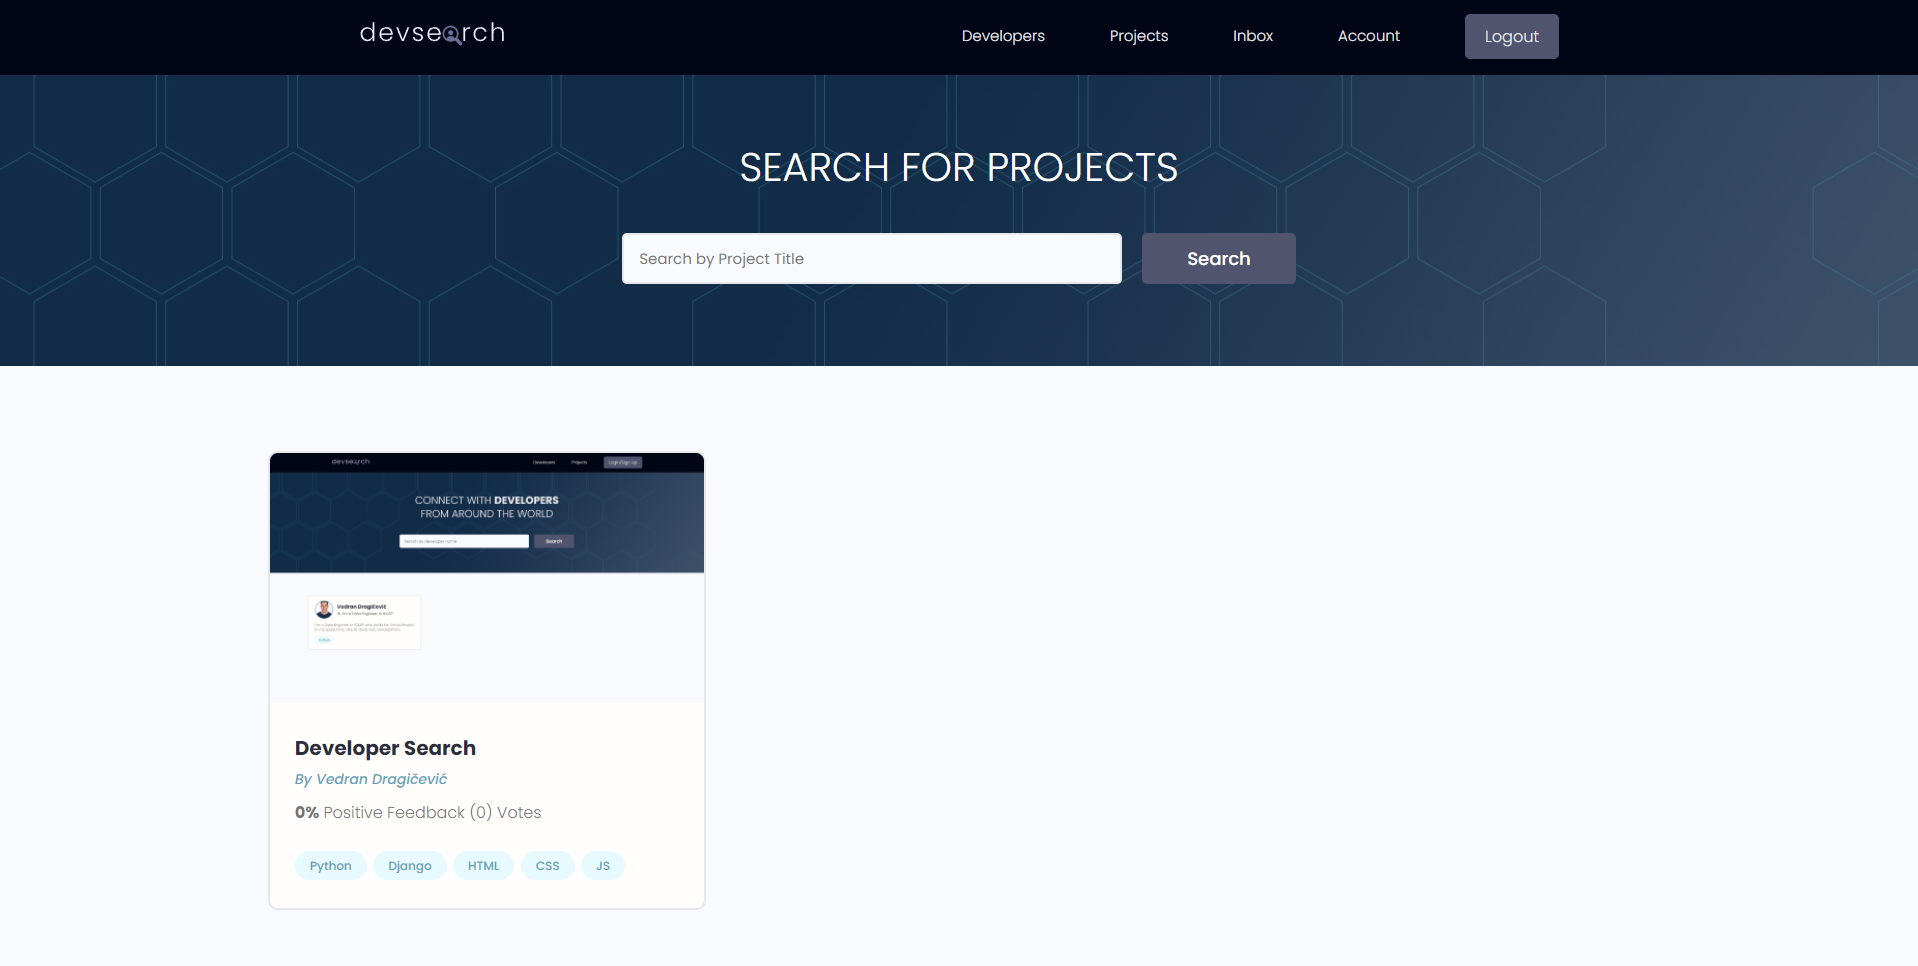 devsearch
Developers
Projects
Inbox
Account
Logout
SEARCH FOR PROJECTS
Search by Project Title
Search
devsearch
Developers
Projects
Login/Sign Up
CONNECT WITH DEVELOPERS
FROM AROUND THE WORLD
Search by developer name
Search
Vedran Dragičević
Developer Search
By Vedran Dragičević
0% Positive Feedback (0) Votes
Python
Django
HTML
CSS
JS